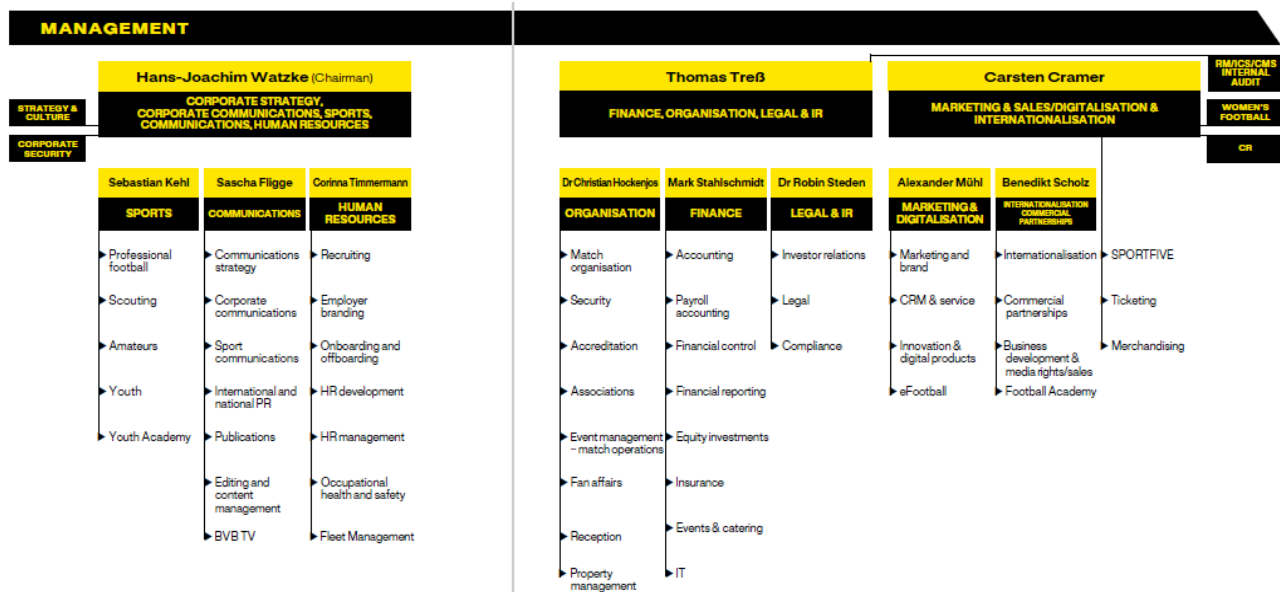 MANAGEMENT
Hans-Joachim Watzke (Chairman)
CORPORATE STRATEGY,
CORPORATE COMMUNICATIONS, SPORTS,
COMMUNICATIONS, HUMAN RESOURCES
STRATEGY &
CULTURE
CORPORATE
SECURITY
Thomas Treß
FINANCE, ORGANISATION, LEGAL & IR
Carsten Cramer
MARKETING & SALES/DIGITALISATION &
INTERNATIONALISATION
RM/ICS/CMS
INTERNAL
AUDIT
WOMEN'S
FOOTBALL
CR
Sebastian Kehl
SPORTS
Professional
football
Scouting
Amateurs
Youth
Youth Academy
Sascha Fligge
COMMUNICATIONS
Communications
strategy
Corporate
communications
Sport
communications
International and
national PR
Publications
Editing and
content
management
BVB TV
Corinna Timmermann
HUMAN
RESOURCES
Recruiting
Employer
branding
Onboarding and
offboarding
HR development
HR management
Occupational
health and safety
Fleet Management
Dr Christian Hockenjos
ORGANISATION
Match
organisation
Security
Accreditation
Associations
Event management
– match operations
Fan affairs
Reception
Property
management
Mark Stahlschmidt
FINANCE
Accounting
Payroll
accounting
Financial control
Financial reporting
Equity investments
Insurance
Events & catering
IT
Dr Robin Steden
LEGAL & IR
Investor relations
Legal
Compliance
Alexander Mühl
MARKETING &
DIGITALISATION
Marketing and
brand
CRM & service
Innovation &
digital products
eFootball
Benedikt Scholz
INTERNATIONALISATION
COMMERCIAL
PARTNERSHIPS
Internationalisation
Commercial
partnerships
Business
development &
media rights/sales
Football Academy
SPORTFIVE
Ticketing
Merchandising